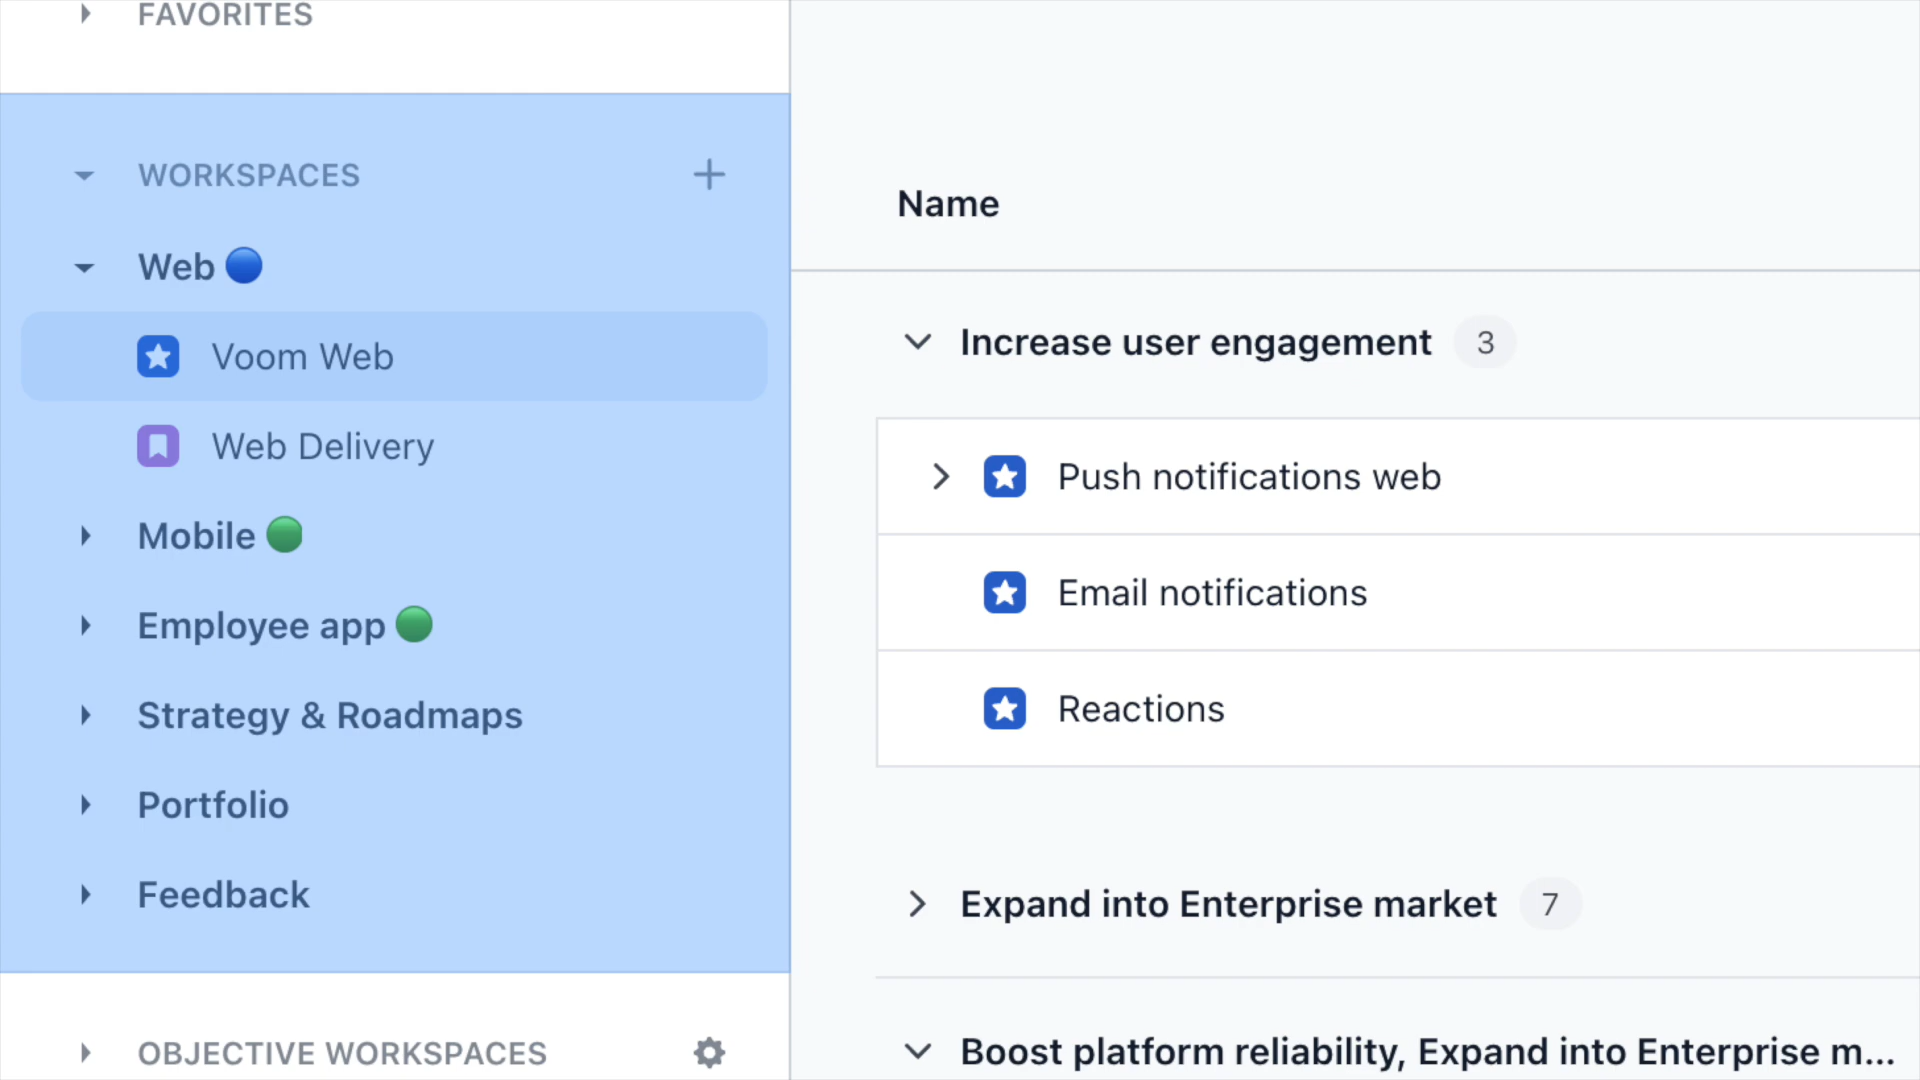 FAVORITES
WORKSPACES
Web
Voom Web
Web Delivery
Mobile
Employee app
Strategy & Roadmaps
Portfolio
Feedback
OBJECTIVE WORKSPACES
Name
Increase user engagement 3
Push notifications web
Email notifications
Reactions
Expand into Enterprise market 7
Boost platform reliability, Expand into Enterprise m...